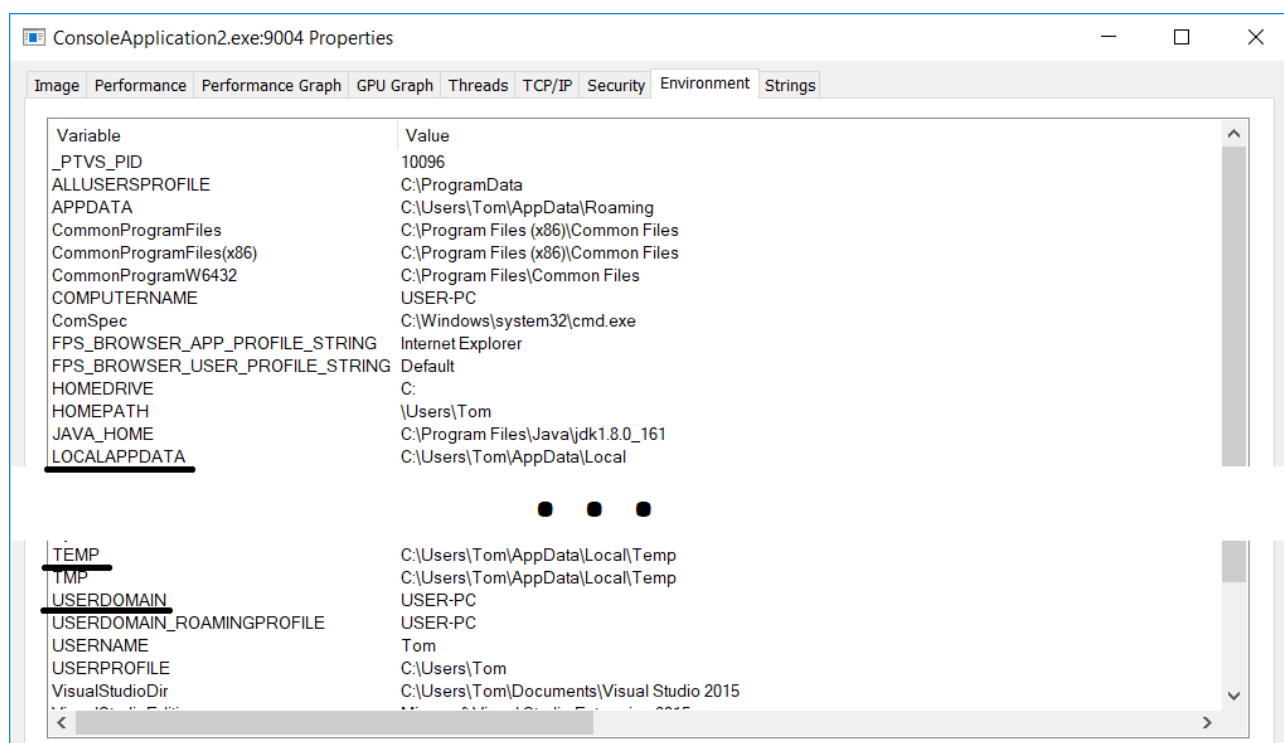 ConsoleApplication2.exe:9004 Properties
Image Performance Performance Graph GPU Graph Threads TCP/IP Security Environment Strings
Variable Value
_PTVS_PID 10096
ALLUSERSPROFILE C:\ProgramData
APPDATA C:\Users\Tom\AppData\Roaming
CommonProgramFiles C:\Program Files (x86)\Common Files
CommonProgramFiles(x86) C:\Program Files (x86)\Common Files
CommonProgramW6432 C:\Program Files\Common Files
COMPUTERNAME USER-PC
ComSpec C:\Windows\system32\cmd.exe
FPS_BROWSER_APP_PROFILE_STRING Internet Explorer
FPS_BROWSER_USER_PROFILE_STRING Default
HOMEDRIVE C:
HOMEPATH \Users\Tom
JAVA_HOME C:\Program Files\Java\jdk1.8.0_161
LOCALAPPDATA C:\Users\Tom\AppData\Local
• • •
TEMP C:\Users\Tom\AppData\Local\Temp
TMP C:\Users\Tom\AppData\Local\Temp
USERDOMAIN USER-PC
USERDOMAIN_ROAMINGPROFILE USER-PC
USERNAME Tom
USERPROFILE C:\Users\Tom
VisualStudioDir C:\Users\Tom\Documents\Visual Studio 2015